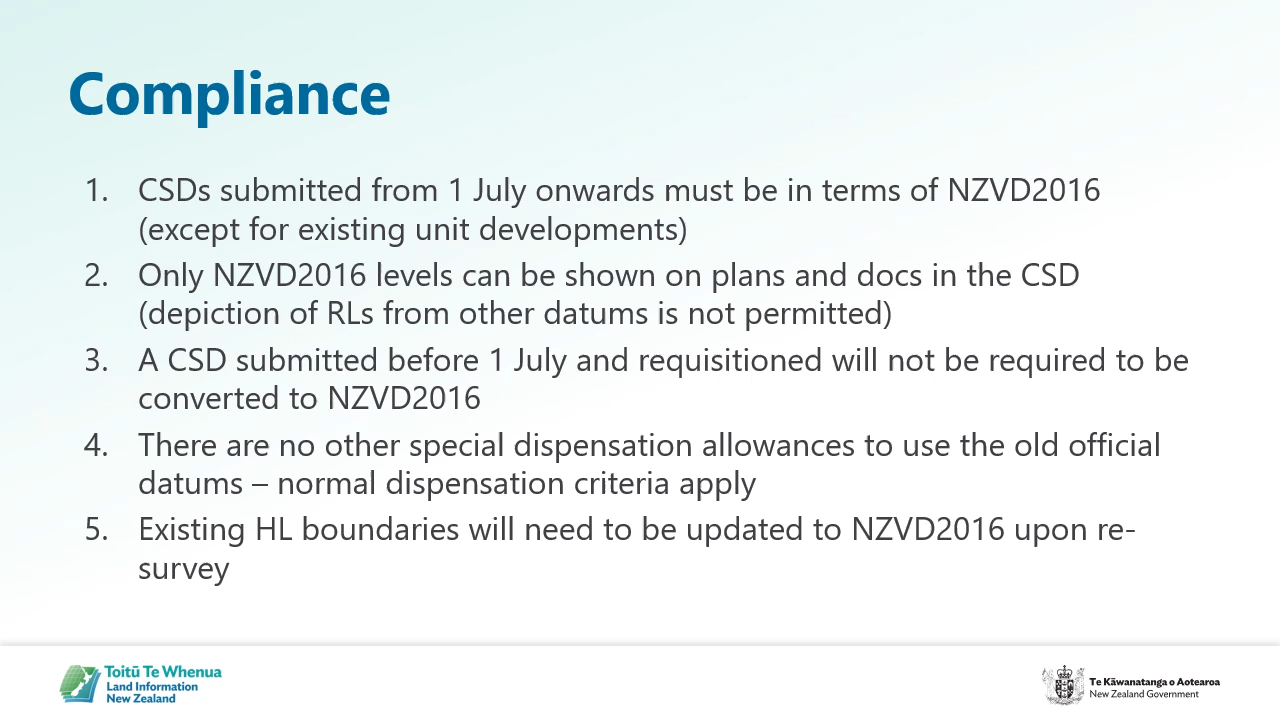 Compliance
1. CSDs submitted from 1 July onwards must be in terms of NZVD2016
(except for existing unit developments)
2. Only NZVD2016 levels can be shown on plans and docs in the CSD
(depiction of RLs from other datums is not permitted)
3. A CSD submitted before 1 July and requisitioned will not be required to be
converted to NZVD2016
4. There are no other special dispensation allowances to use the old official
datums – normal dispensation criteria apply
5. Existing HL boundaries will need to be updated to NZVD2016 upon re-
survey
Toitū Te Whenua
Land Information
New Zealand
Te Kāwanatanga o Aotearoa
New Zealand Government